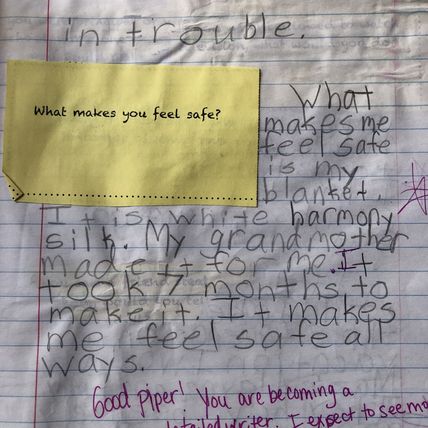 in trouble.
What makes you feel safe?
What
makes me
feel safe
is my
blanket.
It is white harmony
silk. My grandmother
made it for me. It
took 7 months to
make it. It makes
me feel safe all
ways.
Good Piper! You are becoming a
detailed writer. I expect to see mo